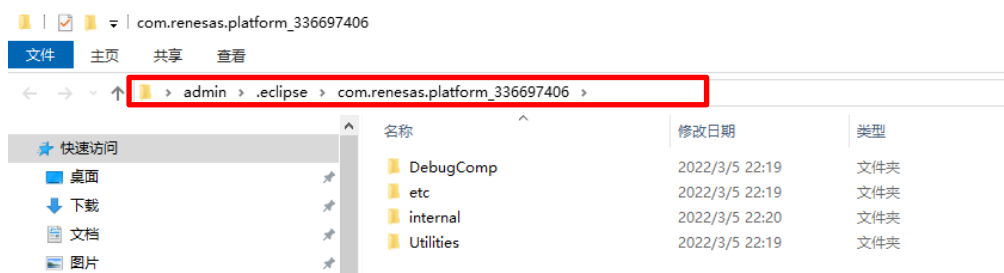 com.renesas.platform_336697406
文件 主页 共享 查看
admin > .eclipse > com.renesas.platform_336697406 >
名称 修改日期 类型
快速访问
桌面
下载
文档
图片
DebugComp 2022/3/5 22:19 文件夹
etc 2022/3/5 22:19 文件夹
internal 2022/3/5 22:20 文件夹
Utilities 2022/3/5 22:19 文件夹